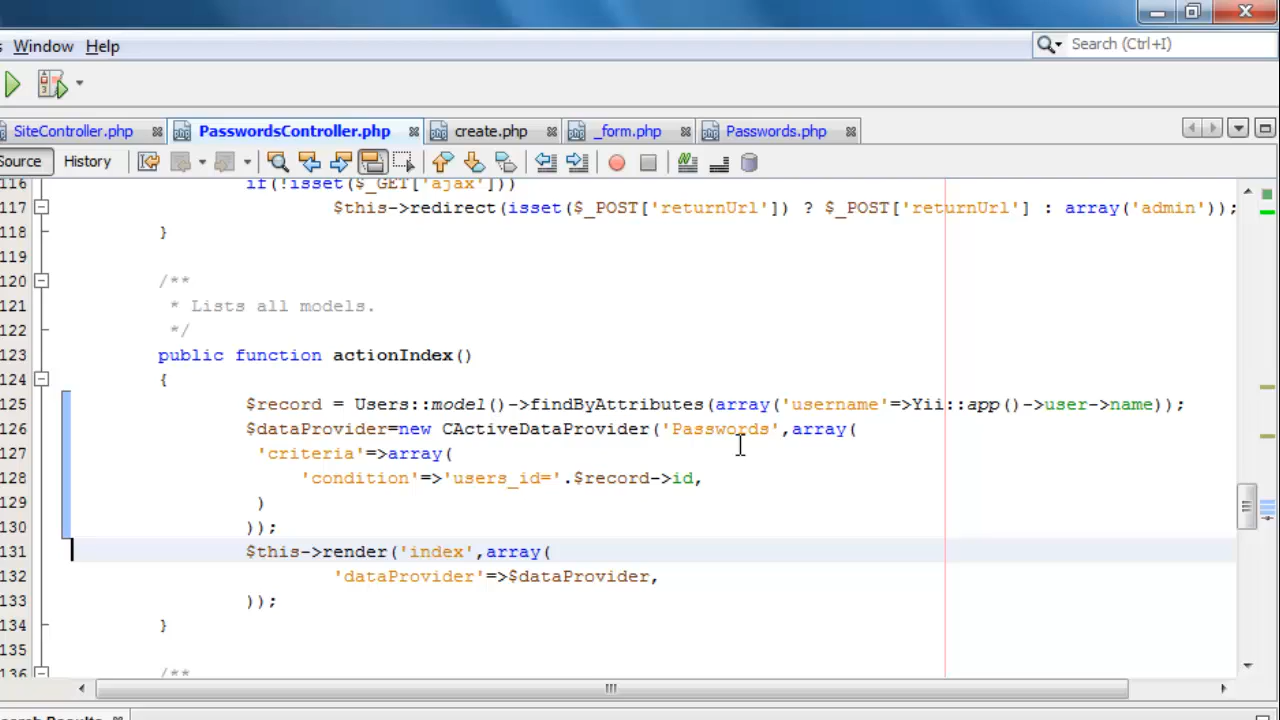 s Window Help
Search (Ctrl+I)
SiteController.php PasswordsController.php create.php _form.php Passwords.php
Source History
116 if(!isset($_GET['ajax']))
117 $this->redirect(isset($_POST['returnUrl']) ? $_POST['returnUrl'] : array('admin'));
118 }
119
120 /**
121 * Lists all models.
122 */
123 public function actionIndex()
124 {
125 $record = Users::model()->findByAttributes(array('username'=>Yii::app()->user->name));
126 $dataProvider=new CActiveDataProvider('Passwords',array(
127 'criteria'=>array(
128 'condition'=>'users_id='.$record->id,
129 )
130 ));
131 $this->render('index',array(
132 'dataProvider'=>$dataProvider,
133 ));
134 }
135
136 /**
earch Results